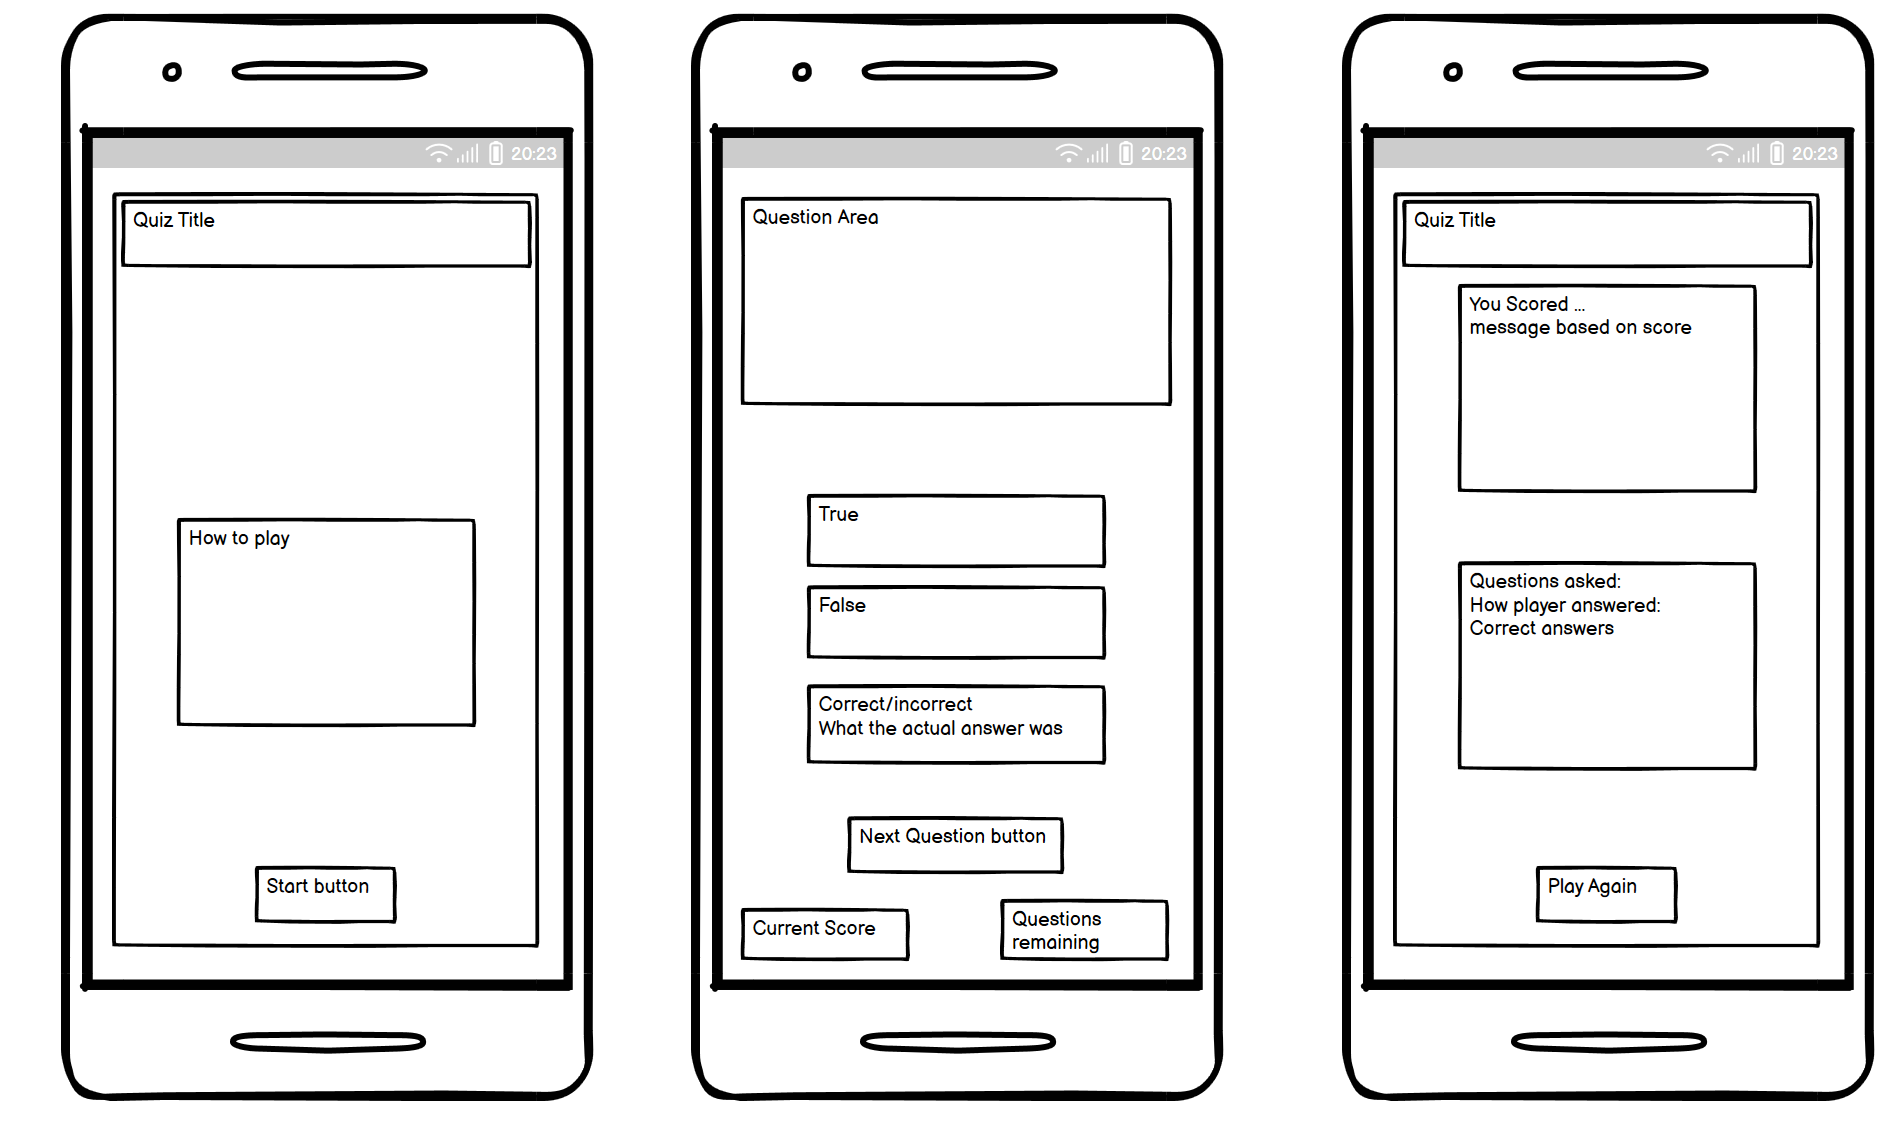 20:23
Quiz Title
How to play
Start button
20:23
Question Area
True
False
Correct/incorrect
What the actual answer was
Next Question button
Current Score
Questions
remaining
20:23
Quiz Title
You Scored ...
message based on score
Questions asked:
How player answered:
Correct answers
Play Again